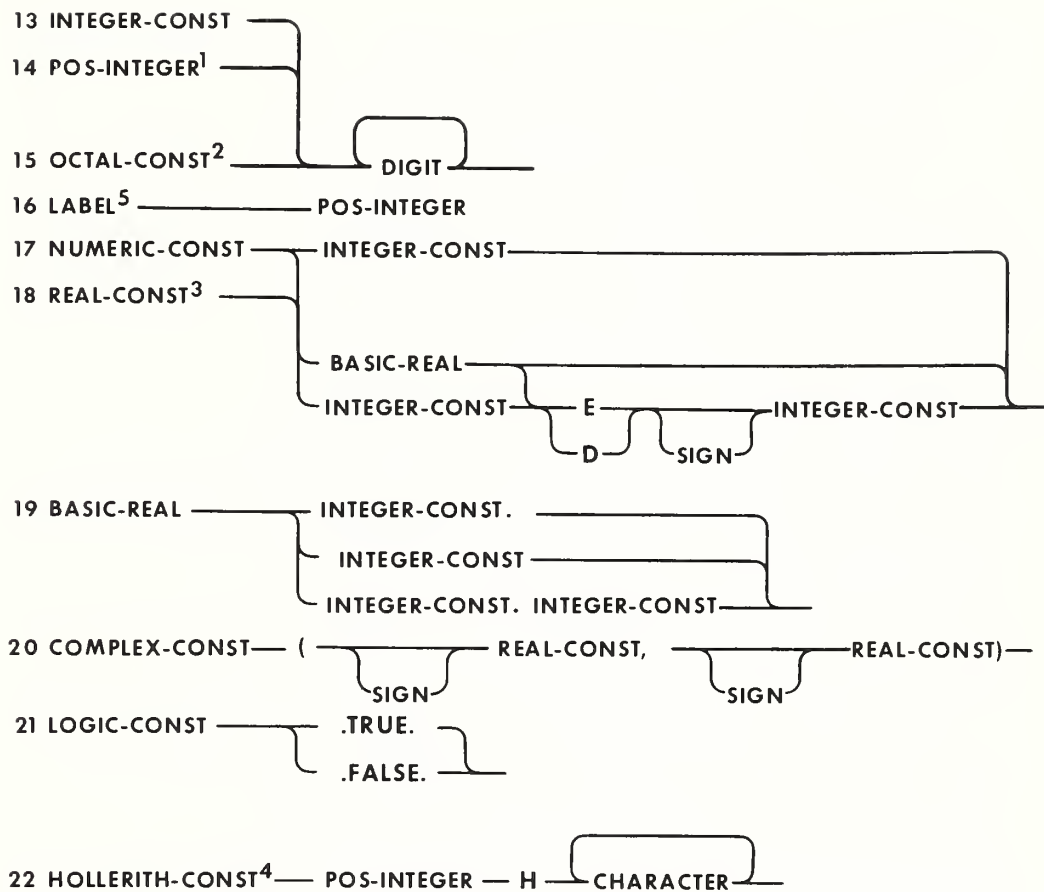 13 INTEGER-CONST
14 POS-INTEGER1
15 OCTAL-CONST2 DIGIT
16 LABEL5 POS-INTEGER
17 NUMERIC-CONST INTEGER-CONST
18 REAL-CONST3
BASIC-REAL
INTEGER-CONST E INTEGER-CONST
D SIGN
19 BASIC-REAL INTEGER-CONST.
INTEGER-CONST
INTEGER-CONST. INTEGER-CONST
20 COMPLEX-CONST ( REAL-CONST, REAL-CONST)
SIGN SIGN
21 LOGIC-CONST .TRUE.
.FALSE.
22 HOLLERITH-CONST4 POS-INTEGER H CHARACTER